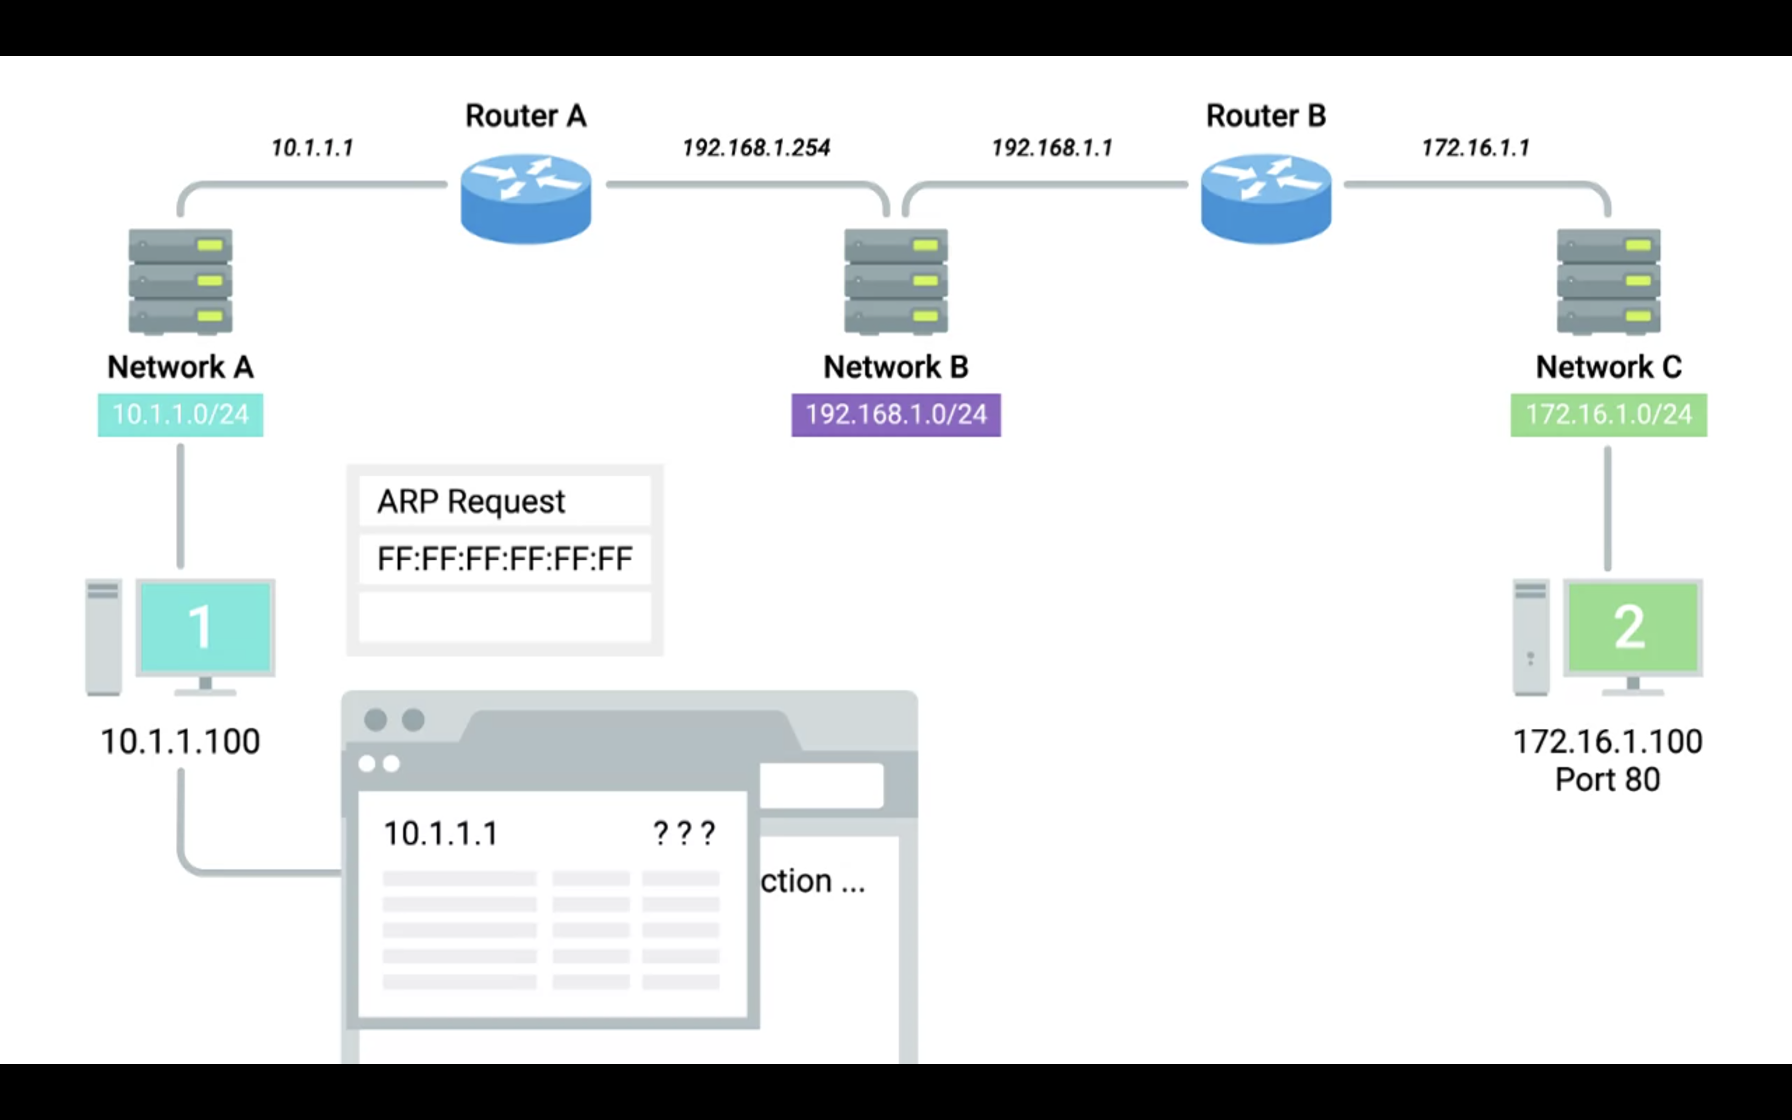 Router A
Router B
10.1.1.1
192.168.1.254
192.168.1.1
172.16.1.1
Network A
Network B
Network C
10.1.1.0/24
192.168.1.0/24
172.16.1.0/24
ARP Request
FF:FF:FF:FF:FF:FF
1
2
10.1.1.100
172.16.1.100
Port 80
10.1.1.1 ???
ction ...